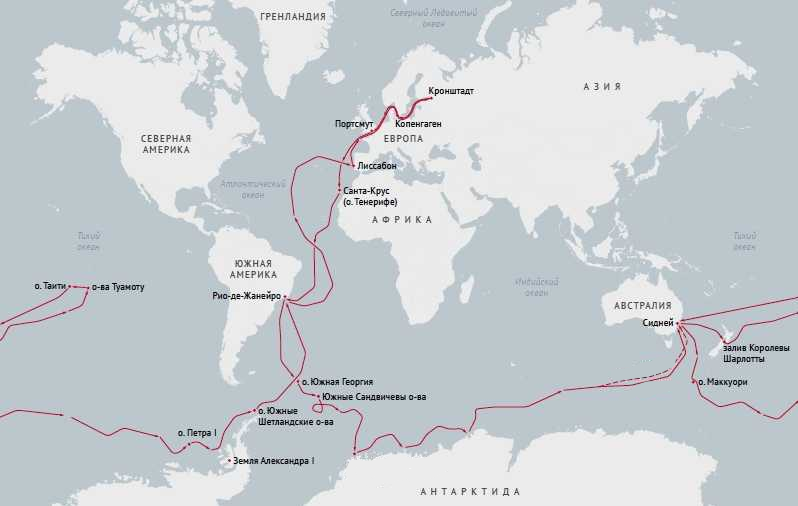 ГРЕНЛАНДИЯ
Северный Ледовитый
океан
Кронштадт
АЗИЯ
Портсмут
Копенгаген
ЕВРОПА
СЕВЕРНАЯ
АМЕРИКА
Лиссабон
Атлантический
океан
Санта-Крус
(о. Тенерифе)
АФРИКА
Тихий
океан
Тихий
океан
ЮЖНАЯ
АМЕРИКА
о. Таити
о-ва Туамоту
Рио-де-Жанейро
Индийский
океан
АВСТРАЛИЯ
Сидней
залив Королевы
Шарлотты
о. Южная Георгия
о. Маккуори
Южные Сандвичевы о-ва
о. Южные
Шетландские о-ва
о. Петра I
Земля Александра I
АНТАРКТИДА